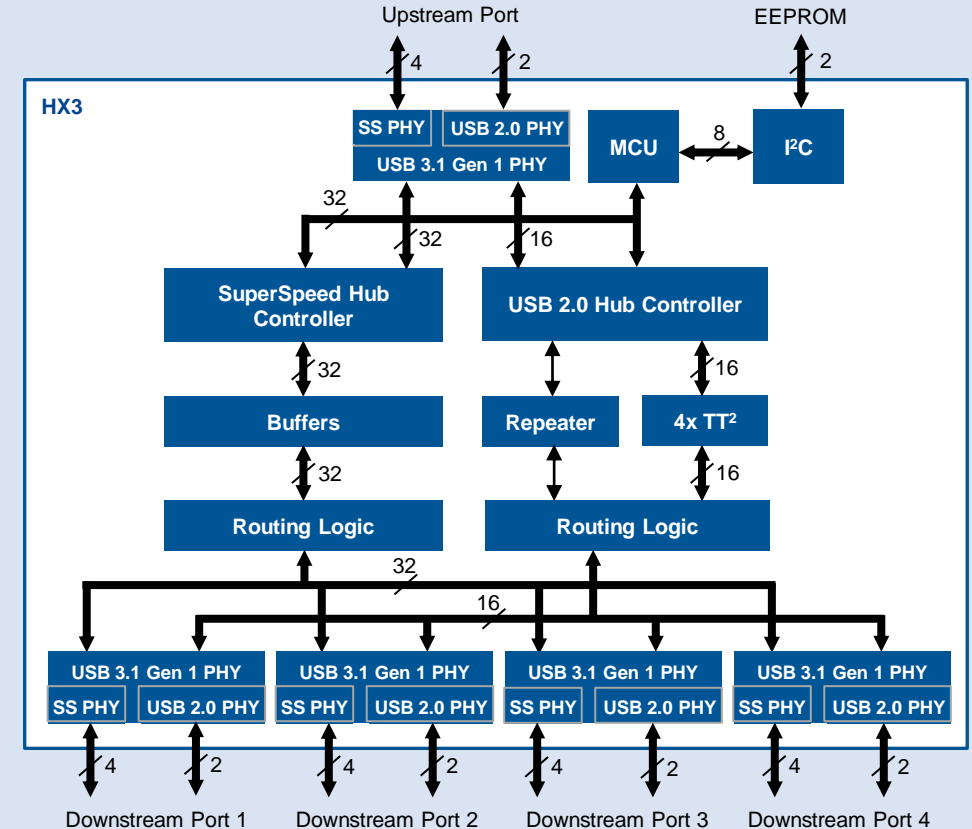 Upstream Port
EEPROM
4
2
2
HX3
SS PHY
USB 2.0 PHY
USB 3.1 Gen 1 PHY
MCU
8
I²C
32
32
16
SuperSpeed Hub
Controller
USB 2.0 Hub Controller
32
16
Buffers
Repeater
4x TT²
32
16
Routing Logic
Routing Logic
32
16
USB 3.1 Gen 1 PHY
USB 3.1 Gen 1 PHY
USB 3.1 Gen 1 PHY
USB 3.1 Gen 1 PHY
SS PHY
USB 2.0 PHY
SS PHY
USB 2.0 PHY
SS PHY
USB 2.0 PHY
SS PHY
USB 2.0 PHY
4
2
4
2
4
2
4
2
Downstream Port 1
Downstream Port 2
Downstream Port 3
Downstream Port 4